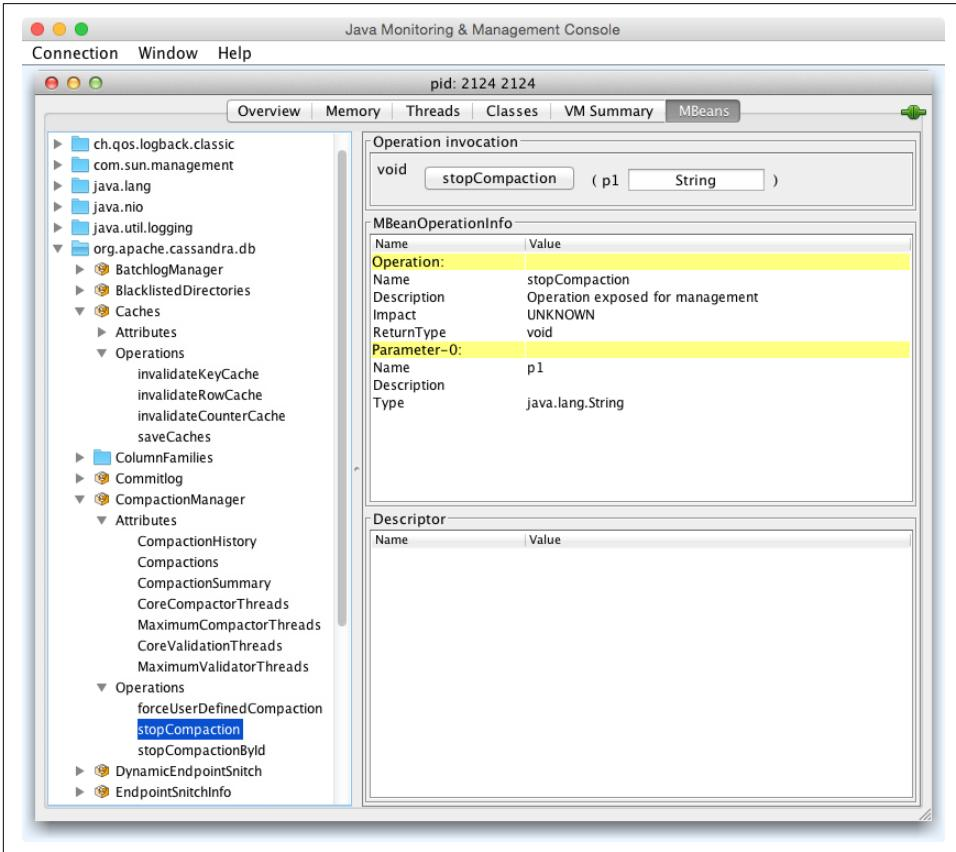 Java Monitoring & Management Console
Connection Window Help
pid: 2124 2124
Overview Memory Threads Classes VM Summary MBeans
ch.qos.logback.classic
com.sun.management
java.lang
java.nio
java.util.logging
org.apache.cassandra.db
BatchlogManager
BlacklistedDirectories
Caches
Attributes
Operations
invalidateKeyCache
invalidateRowCache
invalidateCounterCache
saveCaches
ColumnFamilies
Commitlog
CompactionManager
Attributes
CompactionHistory
Compactions
CompactionSummary
CoreCompactorThreads
MaximumCompactorThreads
CoreValidationThreads
MaximumValidatorThreads
Operations
forceUserDefinedCompaction
stopCompaction
stopCompactionById
DynamicEndpointSnitch
EndpointSnitchInfo
Operation invocation
void stopCompaction ( p1 String )
MBeanOperationInfo
Name Value
Operation:
Name stopCompaction
Description Operation exposed for management
Impact UNKNOWN
ReturnType void
Parameter-0:
Name p1
Description
Type java.lang.String
Descriptor
Name Value